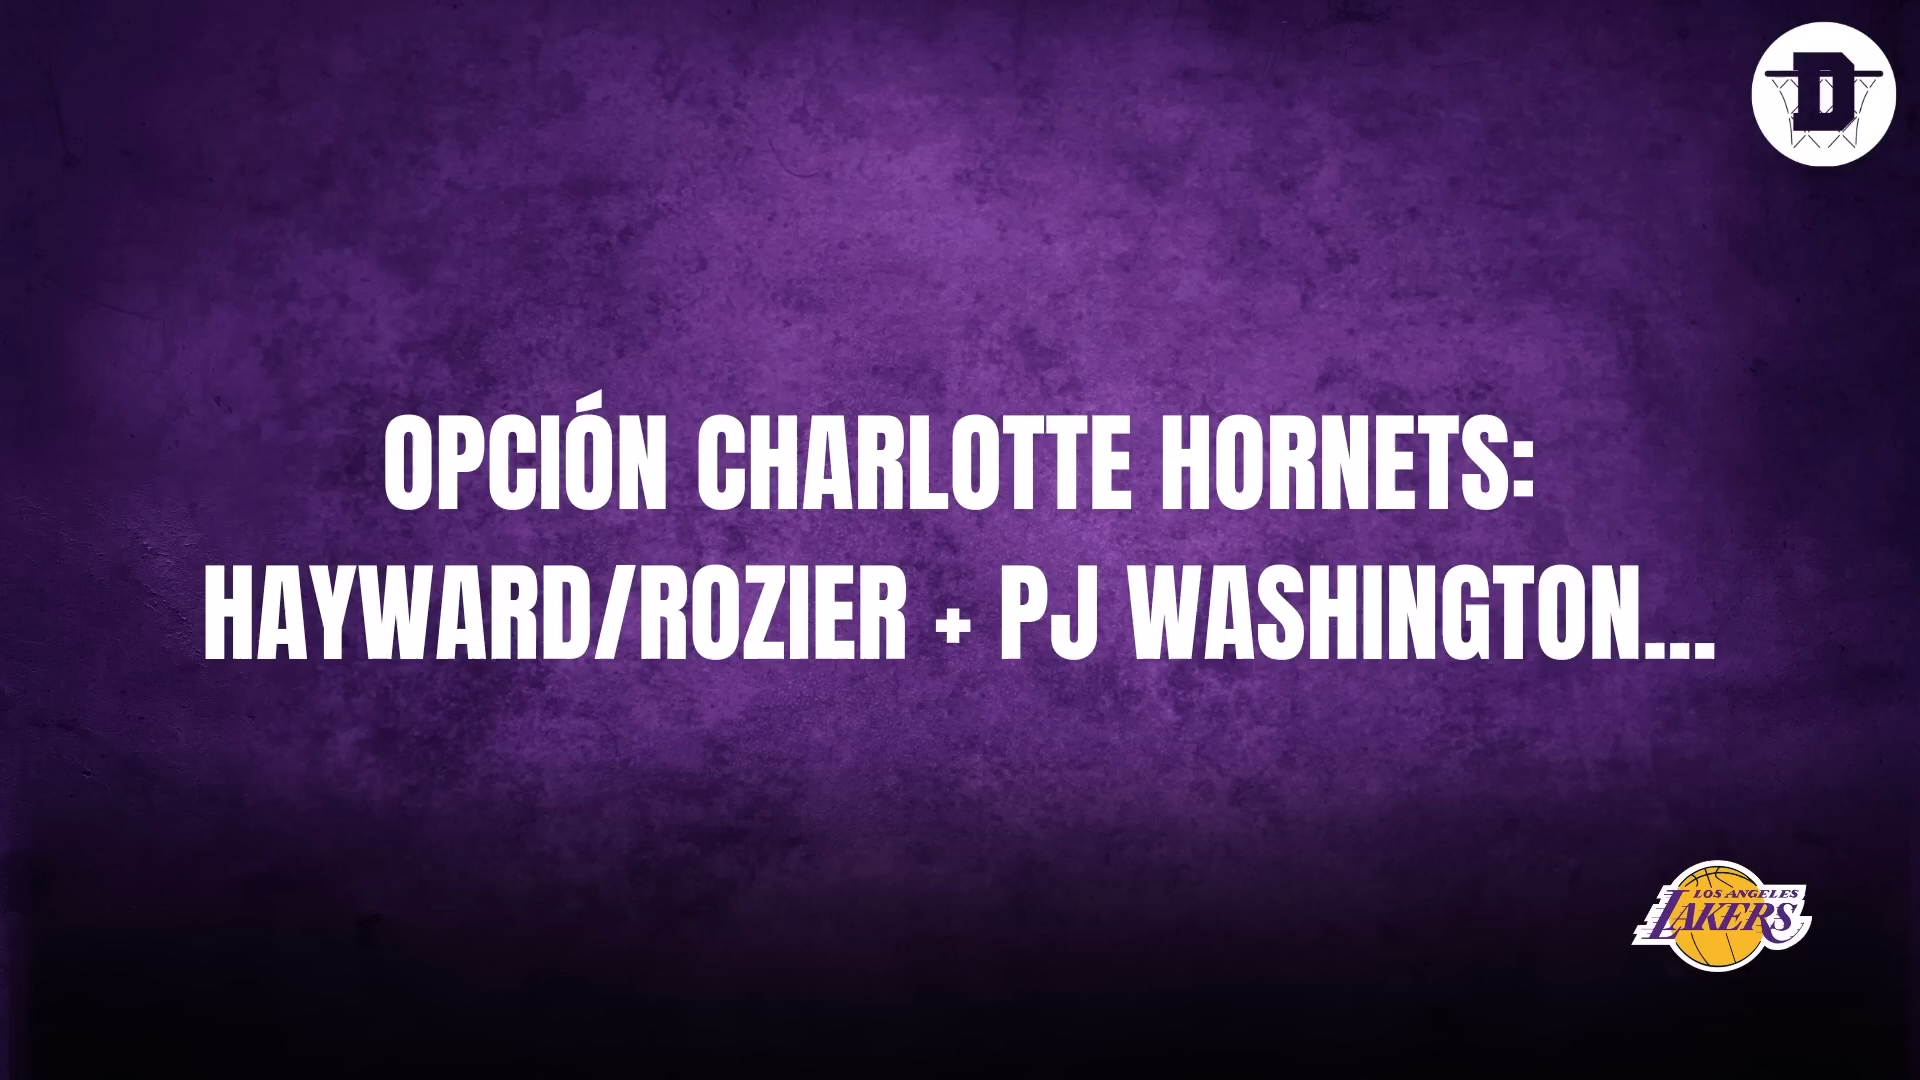 D
OPCIÓN CHARLOTTE HORNETS:
HAYWARD/ROZIER + PJ WASHINGTON...
LOS ANGELES
LAKERS